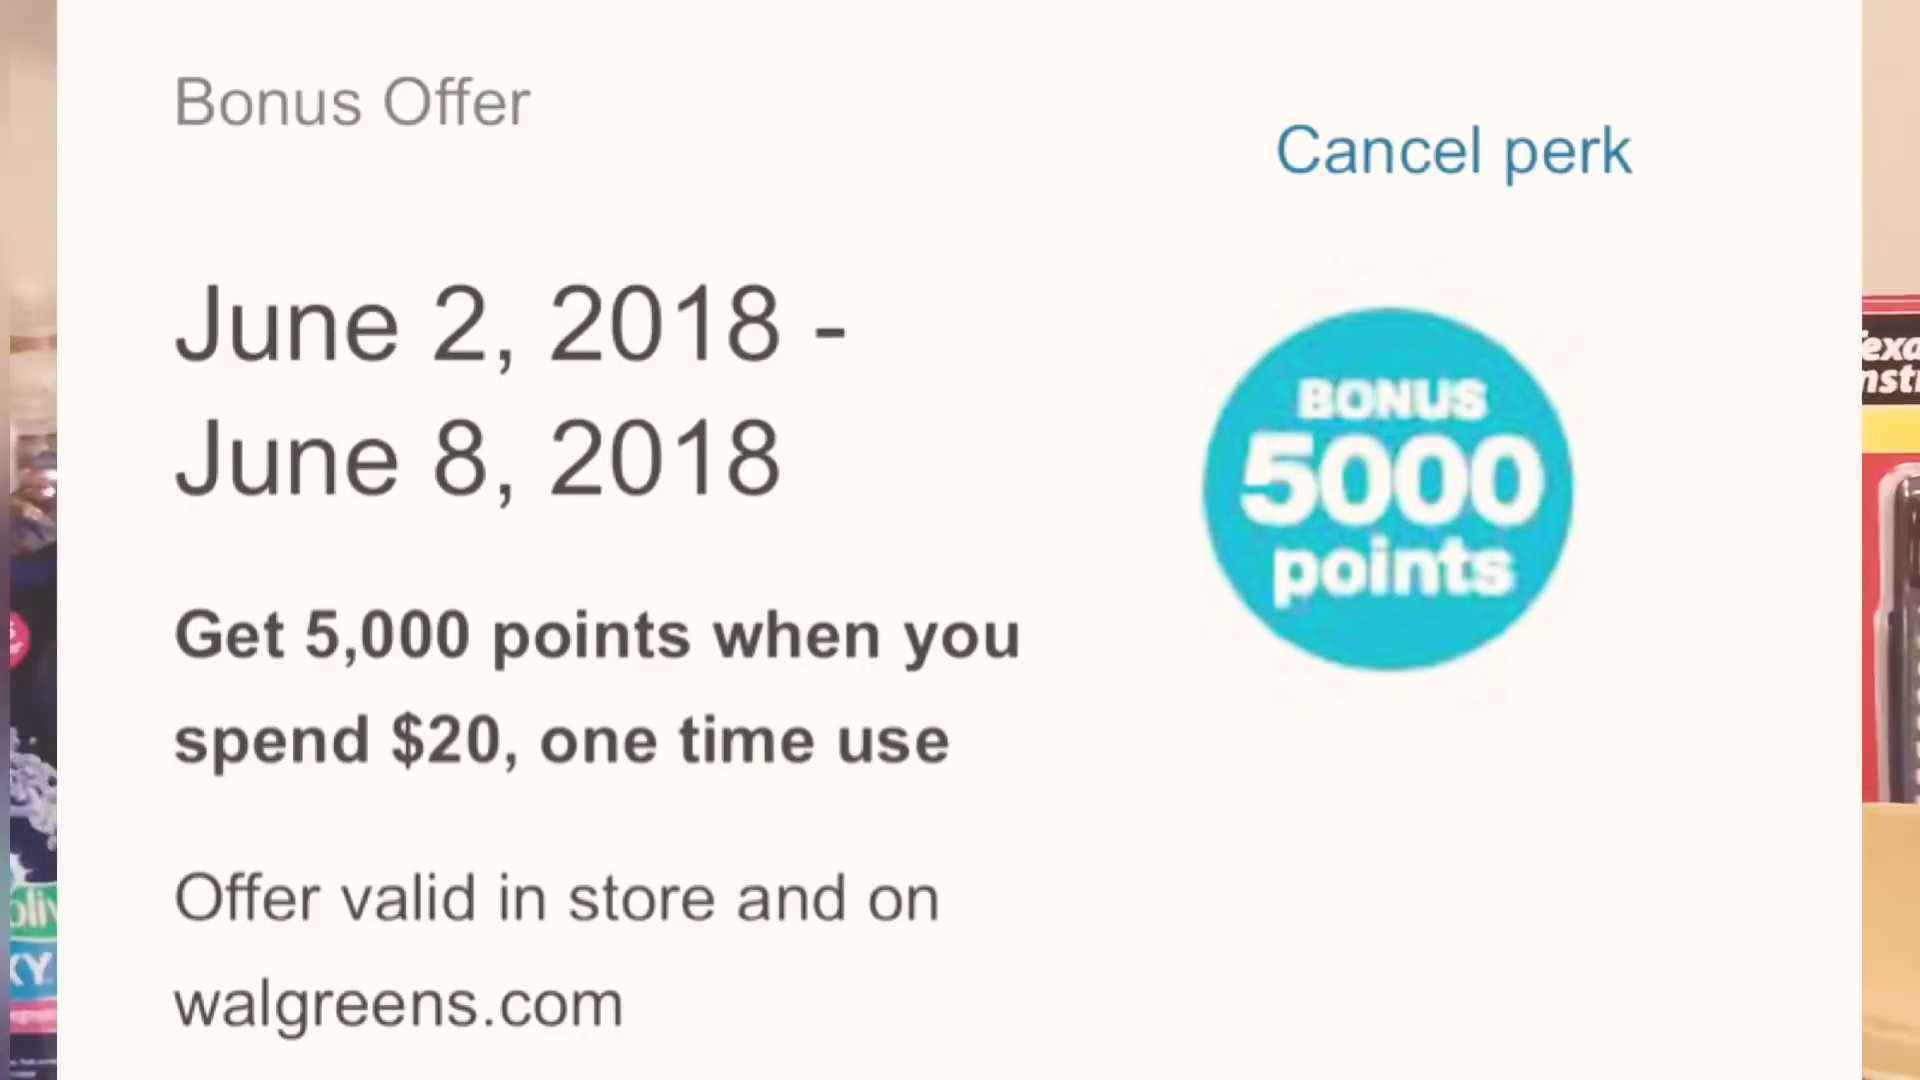 Bonus Offer
Cancel perk
June 2, 2018 -
June 8, 2018
BONUS
5000
points
Get 5,000 points when you
spend $20, one time use
Offer valid in store and on
walgreens.com